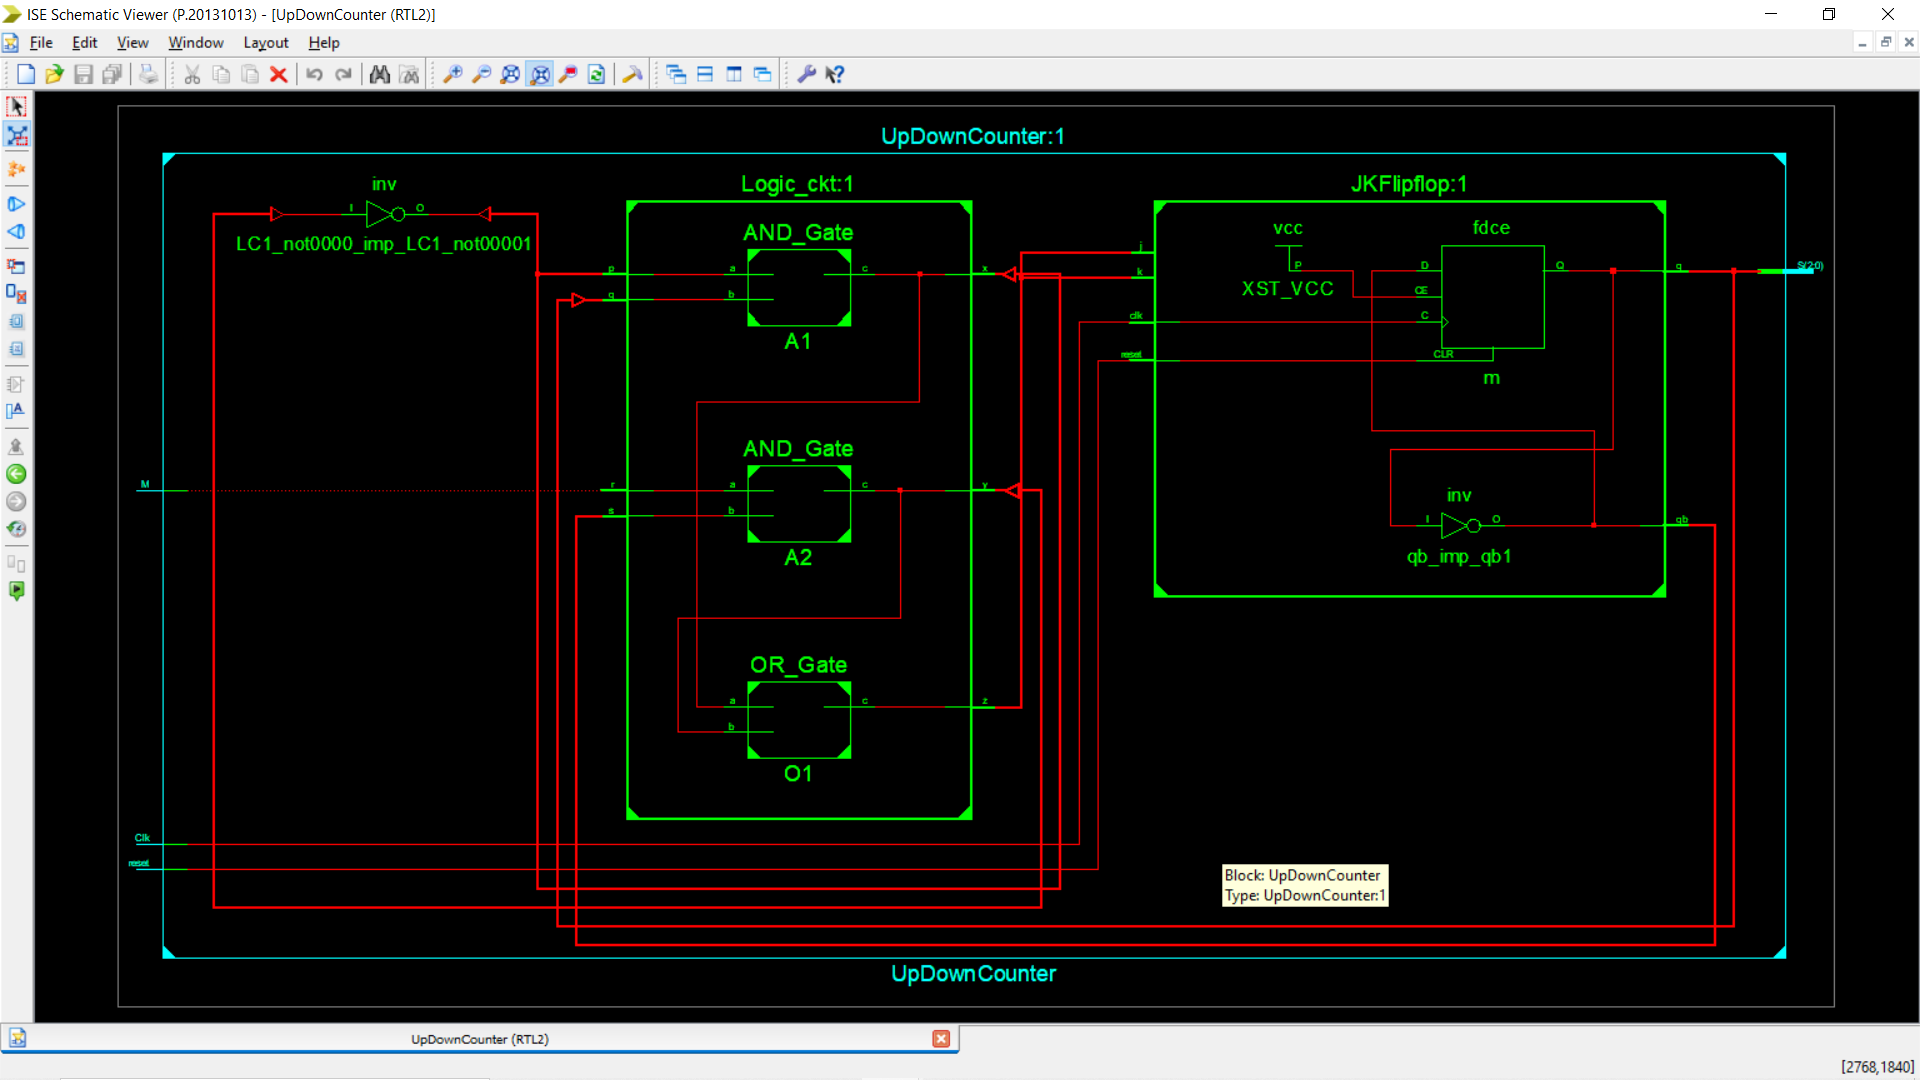 ISE Schematic Viewer (P.20131013) - [UpDownCounter (RTL2)]
File Edit View Window Layout Help
UpDownCounter:1
inv
I O
LC1_not0000_imp_LC1_not00001
Logic_ckt:1
AND_Gate
p a c x
q b
A1
AND_Gate
M
r a c y
s b
A2
OR_Gate
a c z
b
O1
JKFlipflop:1
vcc
P
XST_VCC
fdce
j
k
clk
reset
D Q
CE
C
CLR
m
q
S(2:0)
inv
I O
qb_imp_qb1
qb
Clk
reset
Block: UpDownCounter
Type: UpDownCounter:1
UpDownCounter
UpDownCounter (RTL2)
[2768,1840]